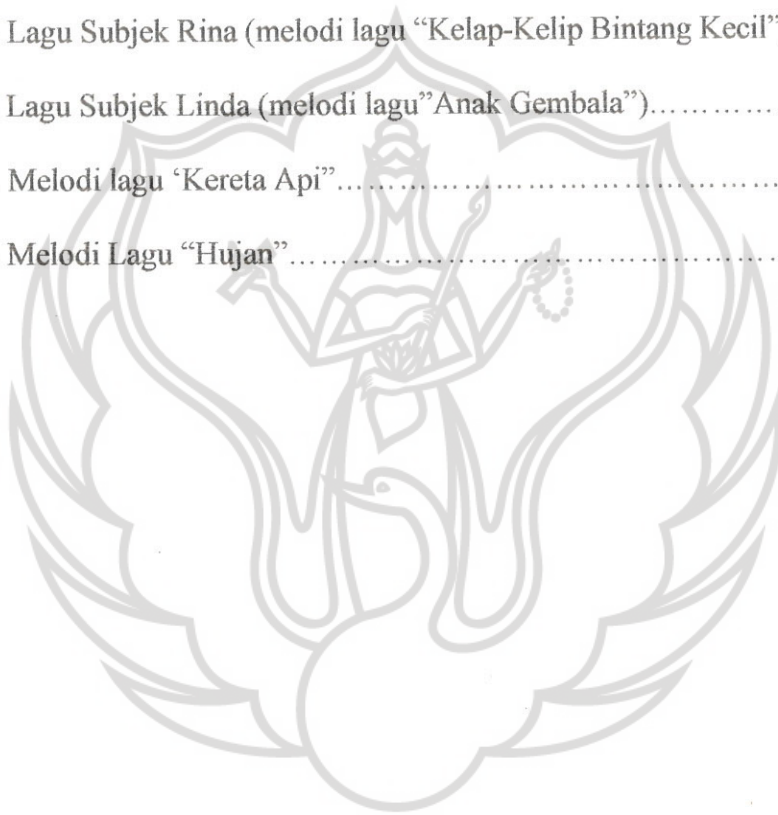 Lagu Subjek Rina (melodi lagu “Kelap-Kelip Bintang Kecil”
Lagu Subjek Linda (melodi lagu”Anak Gembala”)……………
Melodi lagu ‘Kereta Api”………………………………………………
Melodi Lagu “Hujan”……………………………………………………